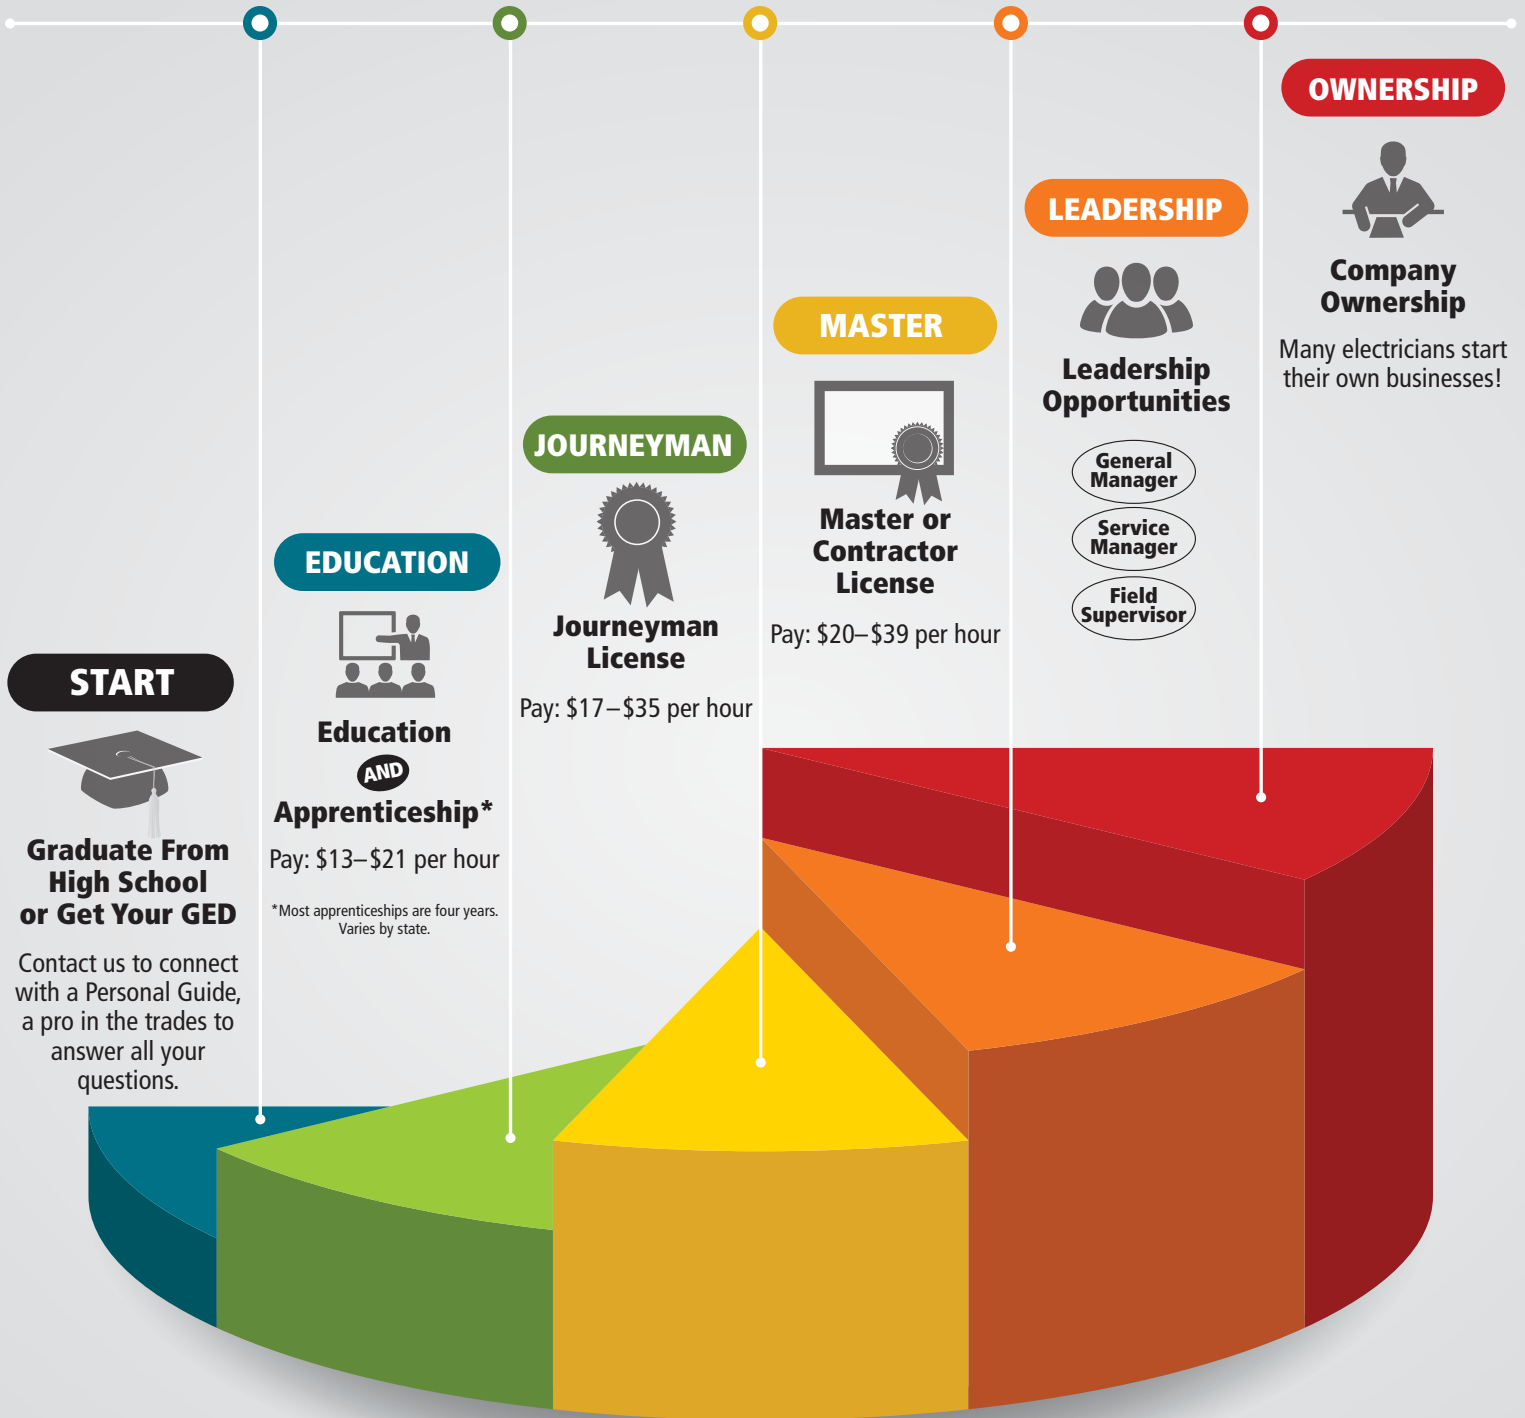 START
Graduate From
High School
or Get Your GED
Contact us to connect
with a Personal Guide,
a pro in the trades to
answer all your
questions.
EDUCATION
Education
AND
Apprenticeship*
Pay: $13–$21 per hour
*Most apprenticeships are four years.
Varies by state.
JOURNEYMAN
Journeyman
License
Pay: $17–$35 per hour
MASTER
Master or
Contractor
License
Pay: $20–$39 per hour
LEADERSHIP
Leadership
Opportunities
General
Manager
Service
Manager
Field
Supervisor
OWNERSHIP
Company
Ownership
Many electricians start
their own businesses!